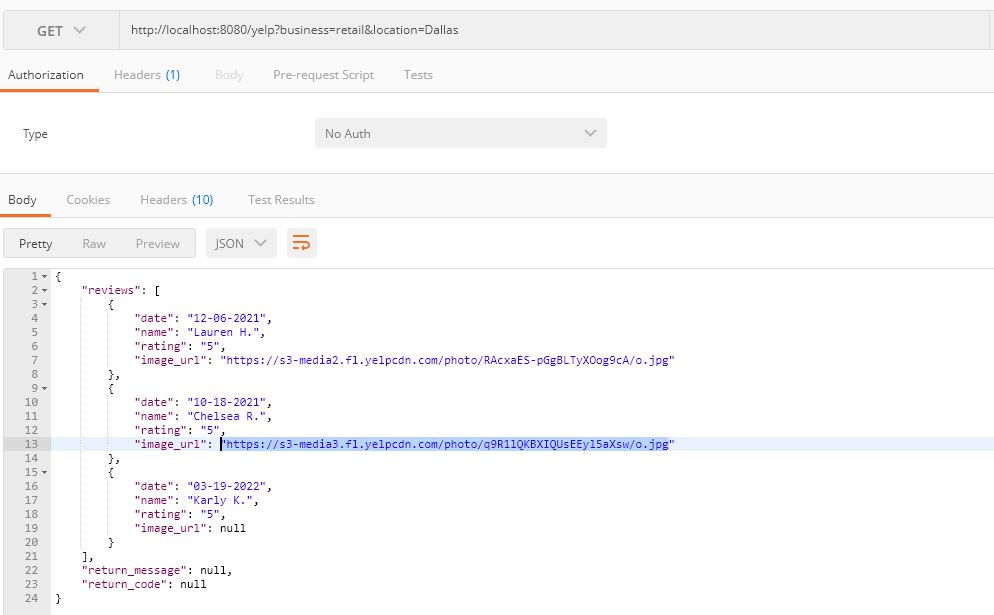 GET http://localhost:8080/yelp?business=retail&location=Dallas
Authorization Headers (1) Body Pre-request Script Tests
Type No Auth
Body Cookies Headers (10) Test Results
Pretty Raw Preview JSON
1 {
2 "reviews": [
3 {
4 "date": "12-06-2021",
5 "name": "Lauren H.",
6 "rating": "5",
7 "image_url": "https://s3-media2.fl.yelpcdn.com/photo/RAcxaES-pGgBLTyXOog9cA/o.jpg"
8 },
9 {
10 "date": "10-18-2021",
11 "name": "Chelsea R.",
12 "rating": "5",
13 "image_url": "https://s3-media3.fl.yelpcdn.com/photo/q9R1lQKBXIQUsEEyl5aXsw/o.jpg"
14 },
15 {
16 "date": "03-19-2022",
17 "name": "Karly K.",
18 "rating": "5",
19 "image_url": null
20 }
21 ],
22 "return_message": null,
23 "return_code": null
24 }